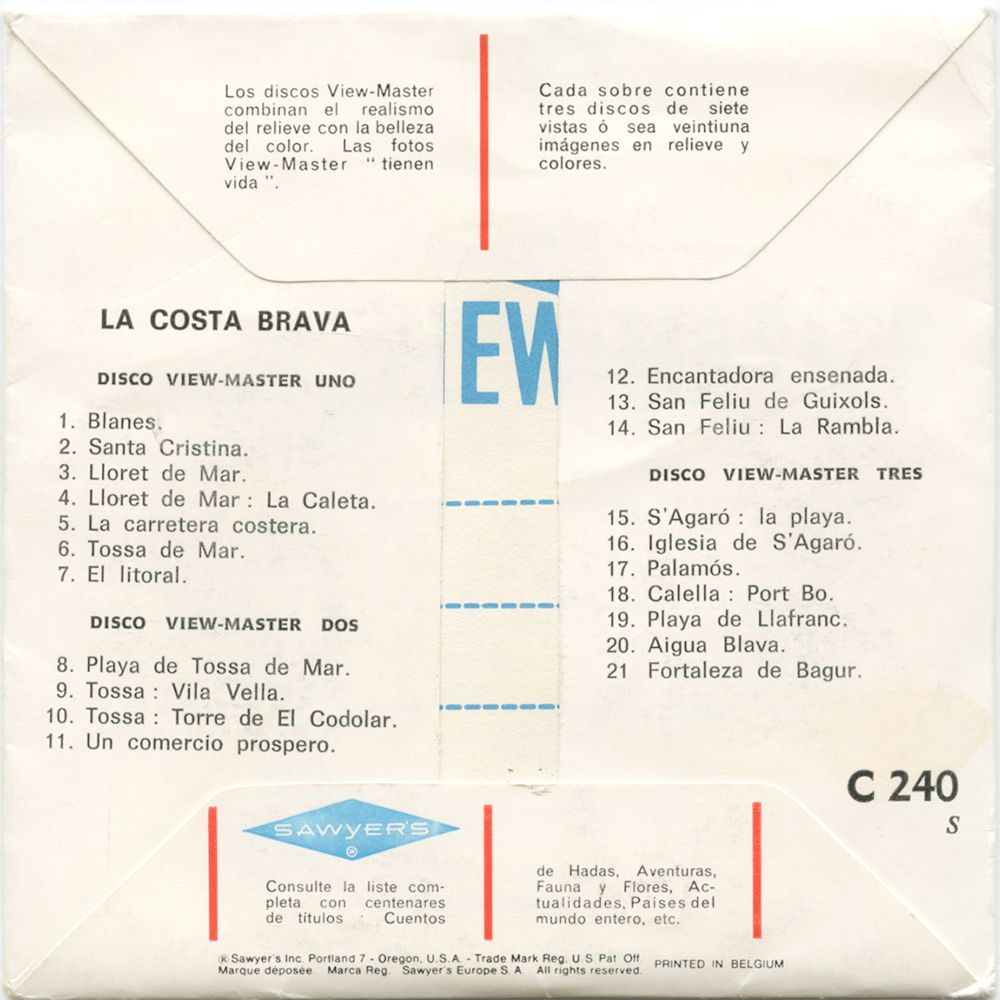 Los discos View-Master
combinan el realismo
del relieve con la belleza
del color. Las fotos
View-Master “ tienen
vida ”.
Cada sobre contiene
tres discos de siete
vistas ó sea veintiuna
imágenes en relieve y
colores.
EW
LA COSTA BRAVA
DISCO VIEW-MASTER UNO
1. Blanes.
2. Santa Cristina.
3. Lloret de Mar.
4. Lloret de Mar : La Caleta.
5. La carretera costera.
6. Tossa de Mar.
7. El litoral.
DISCO VIEW-MASTER DOS
8. Playa de Tossa de Mar.
9. Tossa : Vila Vella.
10. Tossa : Torre de El Codolar.
11. Un comercio prospero.
12. Encantadora ensenada.
13. San Feliu de Guixols.
14. San Feliu : La Rambla.
DISCO VIEW-MASTER TRES
15. S'Agaró : la playa.
16. Iglesia de S'Agaró.
17. Palamós.
18. Calella : Port Bo.
19. Playa de Llafranc.
20. Aigua Blava.
21 Fortaleza de Bagur.
C 240
S
SAWYER'S
®
Consulte la liste com-
pleta con centenares
de títulos : Cuentos
de Hadas, Aventuras,
Fauna y Flores, Ac-
tualidades, Paises del
mundo entero, etc.
® Sawyer's Inc. Portland 7 - Oregon, U.S.A. - Trade Mark Reg. U.S. Pat. Off.
Marque déposée. Marca Reg. Sawyer's Europe S.A. All rights reserved.
PRINTED IN BELGIUM